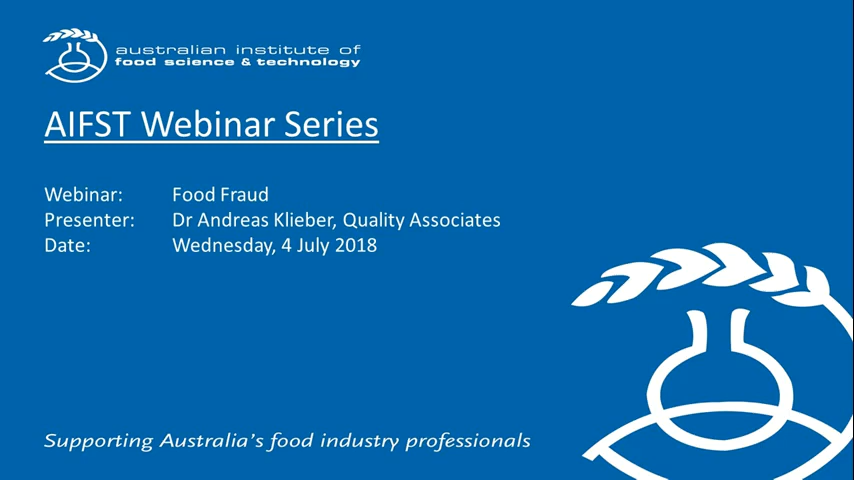 australian institute of
food science & technology
AIFST Webinar Series
Webinar: Food Fraud
Presenter: Dr Andreas Klieber, Quality Associates
Date: Wednesday, 4 July 2018
Supporting Australia's food industry professionals